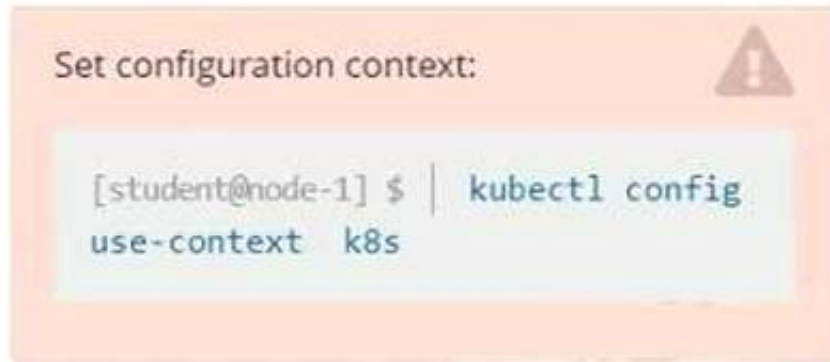 Set configuration context:
[student@node-1] $ | kubectl config
use-context k8s